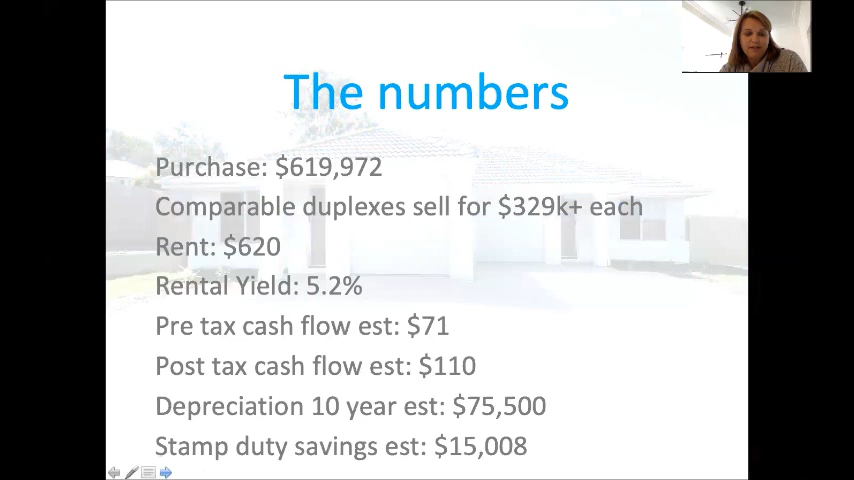 The numbers
Purchase: $619,972
Comparable duplexes sell for $329k+ each
Rent: $620
Rental Yield: 5.2%
Pre tax cash flow est: $71
Post tax cash flow est: $110
Depreciation 10 year est: $75,500
Stamp duty savings est: $15,008